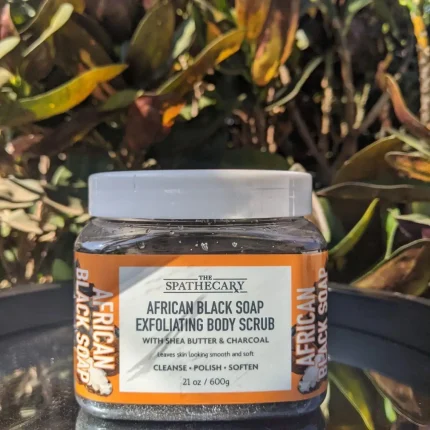 THE
SPATHECARY
AFRICAN BLACK SOAP
EXFOLIATING BODY SCRUB
WITH SHEA BUTTER & CHARCOAL
Leaves skin looking smooth and soft
CLEANSE • POLISH • SOFTEN
21 oz / 600g
AFRICAN
BLACK SOAP
AFRICAN
BLACK SOAP